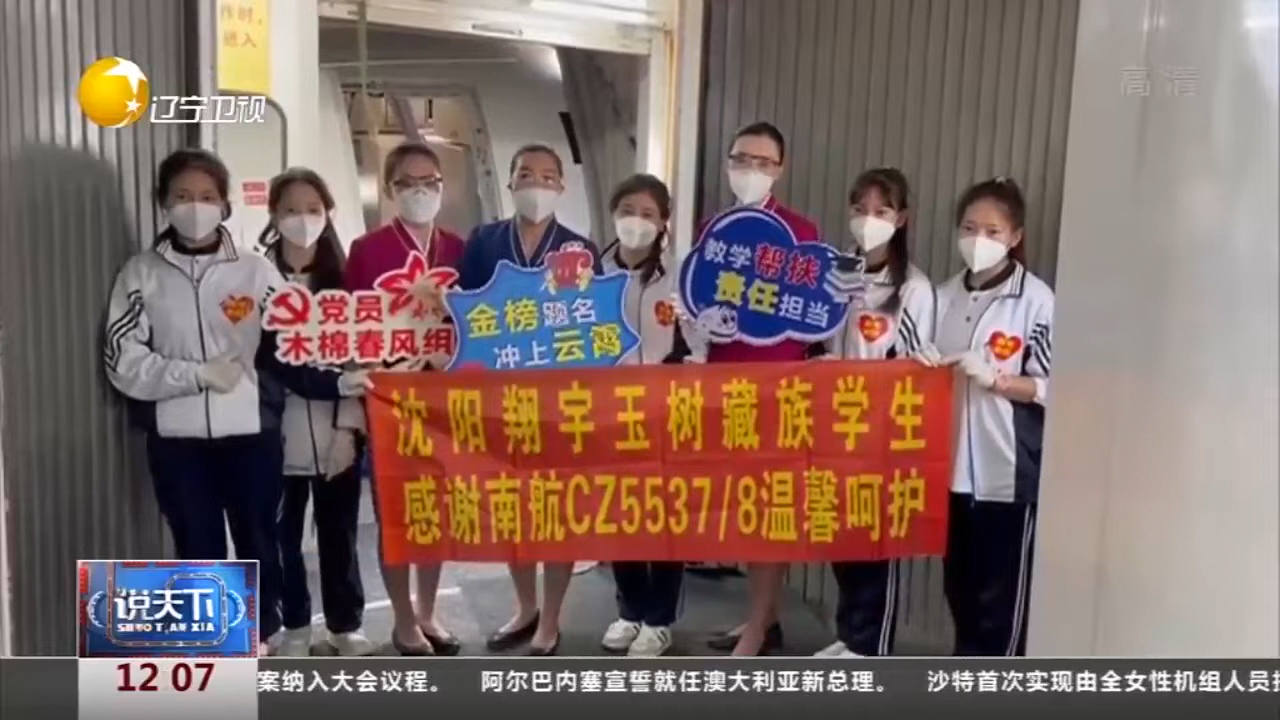 作时，
进入
辽宁卫视
高清
教学帮扶
责任担当
党员
木棉春风组
金榜题名
冲上云霄
沈阳翔宇玉树藏族学生
感谢南航CZ5537/8温馨呵护
说天下
SHUO TIAN XIA
12:07
案纳入大会议程。 阿尔巴内塞宣誓就任澳大利亚新总理。 沙特首次实现由全女性机组人员执